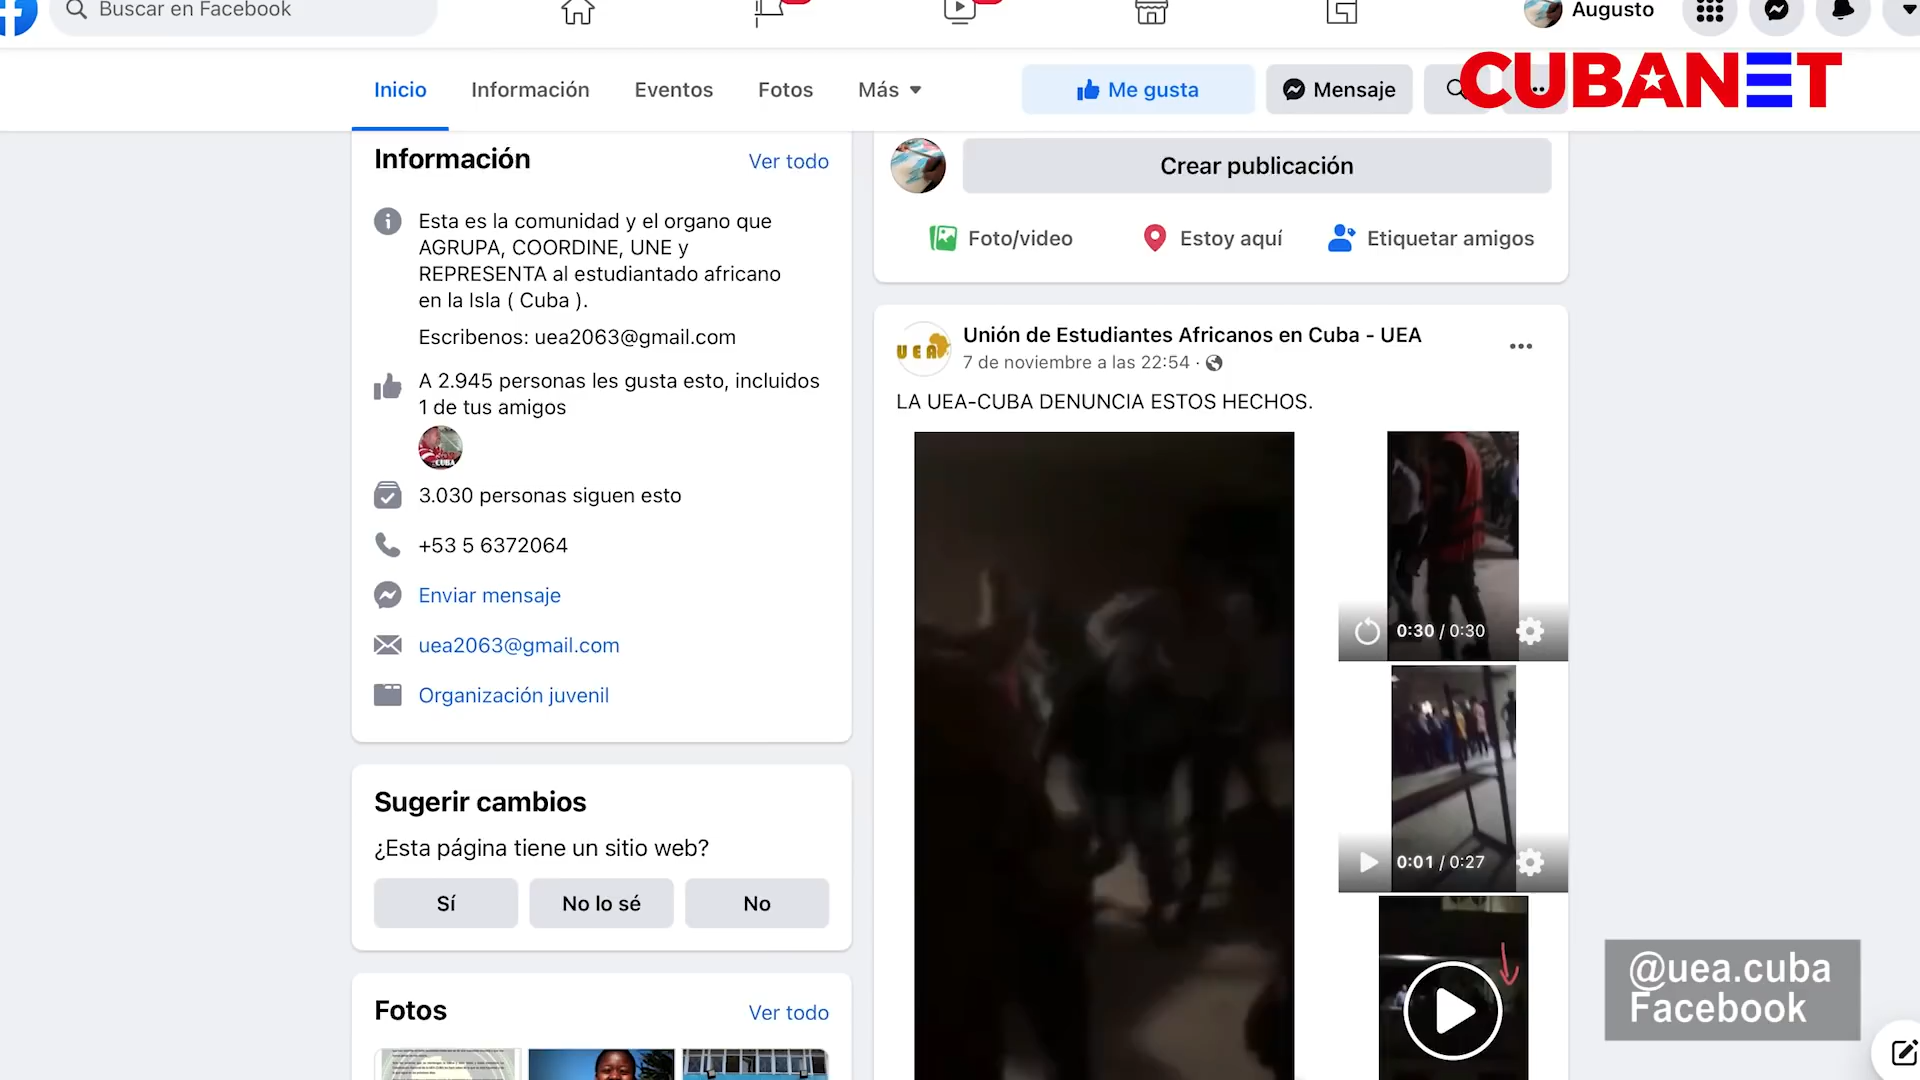 Buscar en Facebook
Augusto
Inicio
Información
Eventos
Fotos
Más
Me gusta
Mensaje
CUBANET
Información
Ver todo
Esta es la comunidad y el organo que
AGRUPA, COORDINE, UNE y
REPRESENTA al estudiantado africano
en la Isla ( Cuba ).
Escribenos: uea2063@gmail.com
A 2.945 personas les gusta esto, incluidos
1 de tus amigos
CUBA
3.030 personas siguen esto
+53 5 6372064
Enviar mensaje
uea2063@gmail.com
Organización juvenil
Sugerir cambios
¿Esta página tiene un sitio web?
Sí
No lo sé
No
Fotos
Ver todo
Crear publicación
Foto/video
Estoy aquí
Etiquetar amigos
UEA
Unión de Estudiantes Africanos en Cuba - UEA
7 de noviembre a las 22:54 ·
LA UEA-CUBA DENUNCIA ESTOS HECHOS.
0:30 / 0:30
0:01 / 0:27
@uea.cuba
Facebook